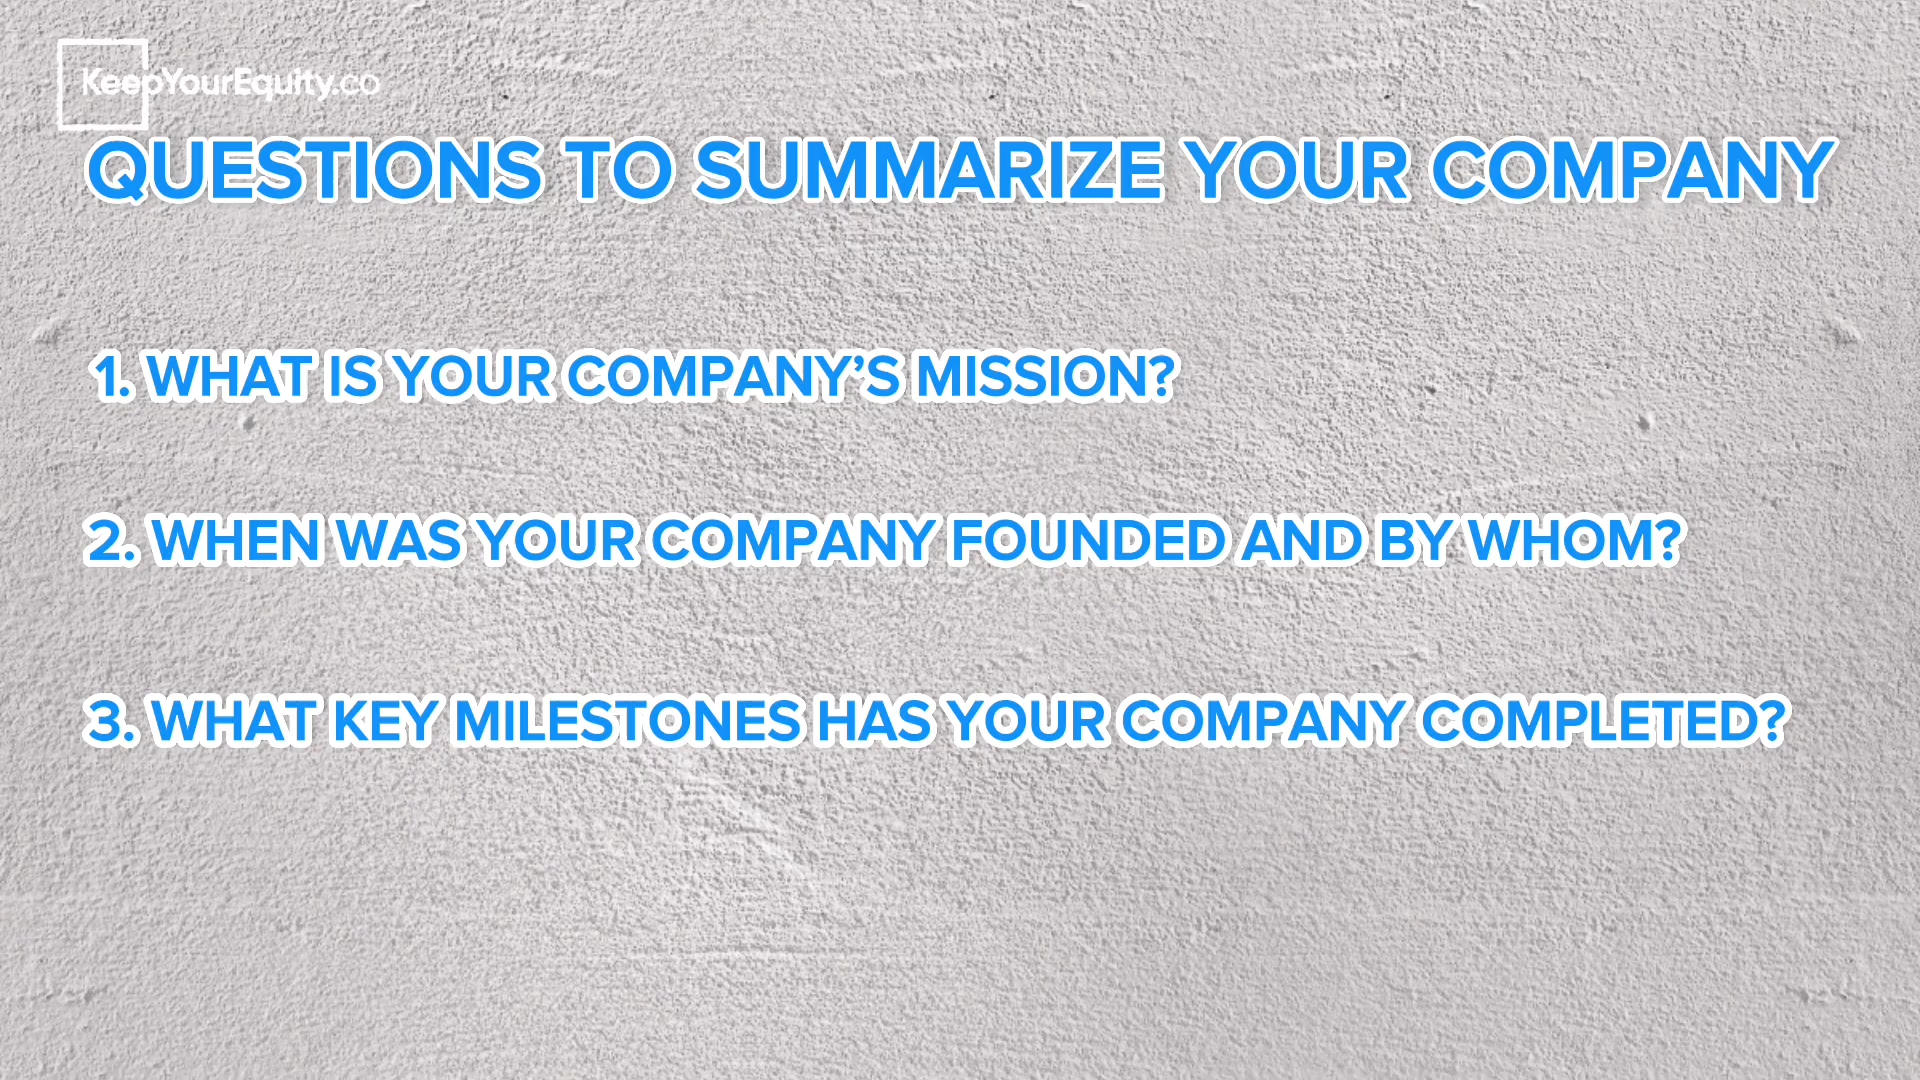 KeepYourEquity.co
QUESTIONS TO SUMMARIZE YOUR COMPANY
1. WHAT IS YOUR COMPANY’S MISSION?
2. WHEN WAS YOUR COMPANY FOUNDED AND BY WHOM?
3. WHAT KEY MILESTONES HAS YOUR COMPANY COMPLETED?